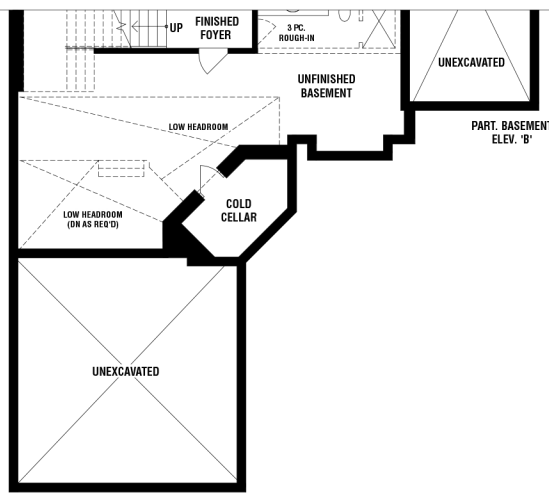 UP
FINISHED
FOYER
3 PC.
ROUGH-IN
UNFINISHED
BASEMENT
UNEXCAVATED
PART. BASEMENT
ELEV. 'B'
LOW HEADROOM
COLD
CELLAR
LOW HEADROOM
(DN AS REQ'D)
UNEXCAVATED